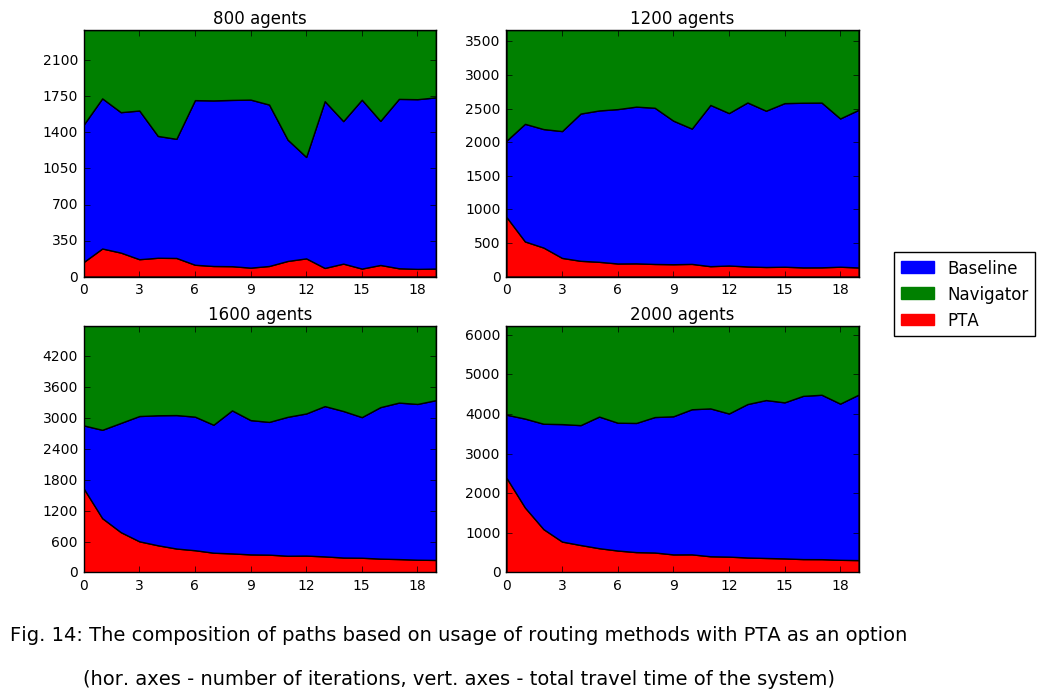 800 agents
2100
1750
1400
1050
700
350
0
0 3 6 9 12 15 18
1200 agents
3500
3000
2500
2000
1500
1000
500
0
0 3 6 9 12 15 18
1600 agents
4200
3600
3000
2400
1800
1200
600
0
0 3 6 9 12 15 18
2000 agents
6000
5000
4000
3000
2000
1000
0
0 3 6 9 12 15 18
Baseline
Navigator
PTA
Fig. 14: The composition of paths based on usage of routing methods with PTA as an option
(hor. axes - number of iterations, vert. axes - total travel time of the system)